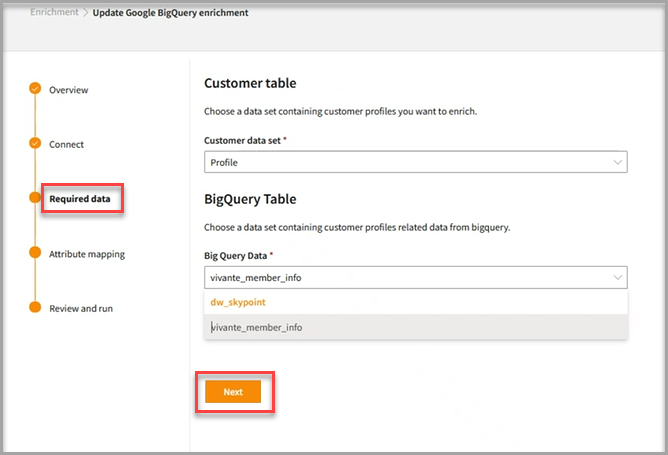 Enrichment > Update Google BigQuery enrichment
Overview
Connect
Required data
Attribute mapping
Review and run
Customer table
Choose a data set containing customer profiles you want to enrich.
Customer data set *
Profile
BigQuery Table
Choose a data set containing customer profiles related data from bigquery.
Big Query Data *
vivante_member_info
dw_skypoint
vivante_member_info
Next